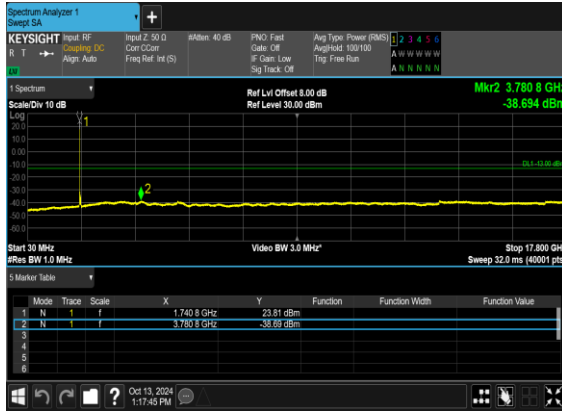 Spectrum Analyzer 1
Swept SA
+
KEYSIGHT Input: RF Input Z: 50 Ω #Atten: 40 dB PNO: Fast Avg Type: Power (RMS) 1 2 3 4 5 6
R T Coupling: DC Corr CCorr Gate: Off Avg|Hold: 100/100 A W W W W W
Align: Auto Freq Ref: Int (S) IF Gain: Low Trig: Free Run
LU Sig Track: Off A N N N N N
1 Spectrum Ref Lvl Offset 8.00 dB Mkr2 3.780 8 GHz
Scale/Div 10 dB Ref Level 30.00 dBm -38.694 dBm
Log
1
20.0
10.0
0.00
-10.0 DL1 -13.00 dBm
-20.0
-30.0 2
-40.0
-50.0
-60.0
Start 30 MHz Video BW 3.0 MHz* Stop 17.800 GHz
#Res BW 1.0 MHz Sweep 32.0 ms (40001 pts
5 Marker Table
Mode Trace Scale X Y Function Function Width Function Value
1 N 1 f 1.740 8 GHz 23.81 dBm
2 N 1 f 3.780 8 GHz -38.69 dBm
3
4
5
6
? Oct 13, 2024
1:17:45 PM